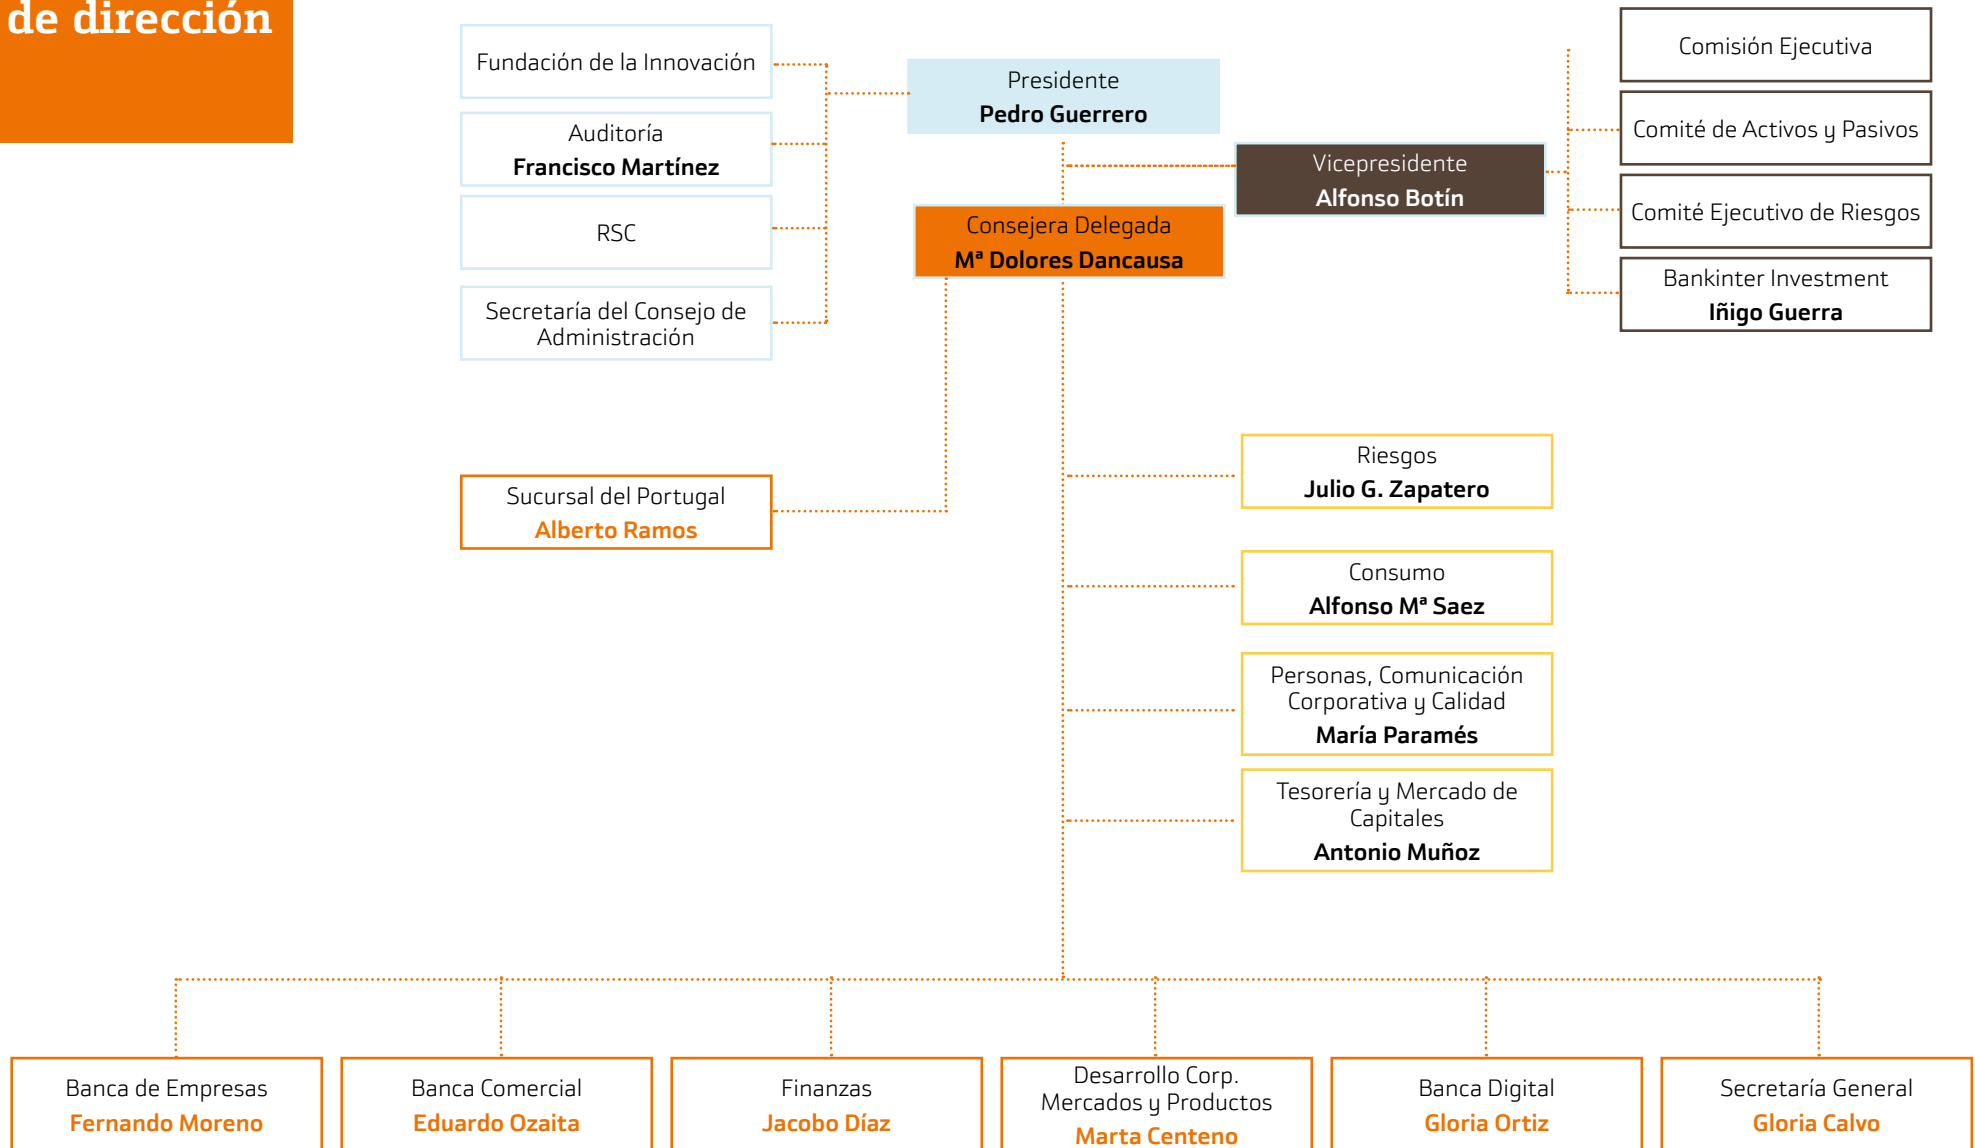 de dirección
Fundación de la Innovación
Auditoría
Francisco Martínez
RSC
Secretaría del Consejo de
Administración
Presidente
Pedro Guerrero
Vicepresidente
Alfonso Botín
Consejera Delegada
Mª Dolores Dancausa
Comisión Ejecutiva
Comité de Activos y Pasivos
Comité Ejecutivo de Riesgos
Bankinter Investment
Iñigo Guerra
Sucursal del Portugal
Alberto Ramos
Riesgos
Julio G. Zapatero
Consumo
Alfonso Mª Saez
Personas, Comunicación
Corporativa y Calidad
María Paramés
Tesorería y Mercado de
Capitales
Antonio Muñoz
Banca de Empresas
Fernando Moreno
Banca Comercial
Eduardo Ozaita
Finanzas
Jacobo Díaz
Desarrollo Corp.
Mercados y Productos
Marta Centeno
Banca Digital
Gloria Ortiz
Secretaría General
Gloria Calvo